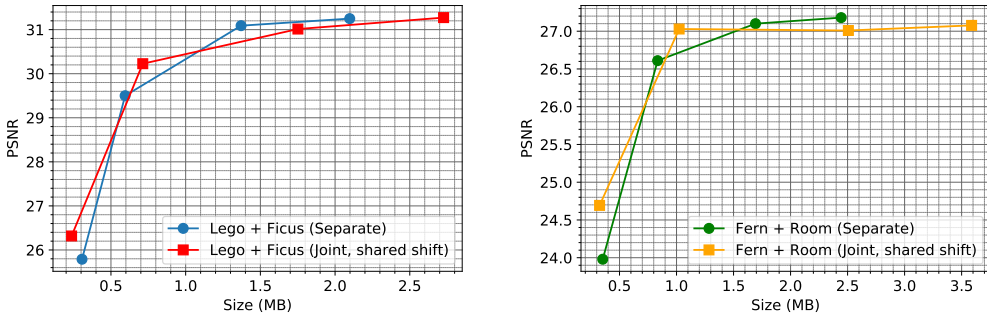 31
30
29
28
27
26
PSNR
Lego + Ficus (Separate)
Lego + Ficus (Joint, shared shift)
0.5 1.0 1.5 2.0 2.5
Size (MB)
27.0
26.5
26.0
25.5
25.0
24.5
24.0
PSNR
Fern + Room (Separate)
Fern + Room (Joint, shared shift)
0.5 1.0 1.5 2.0 2.5 3.0 3.5
Size (MB)